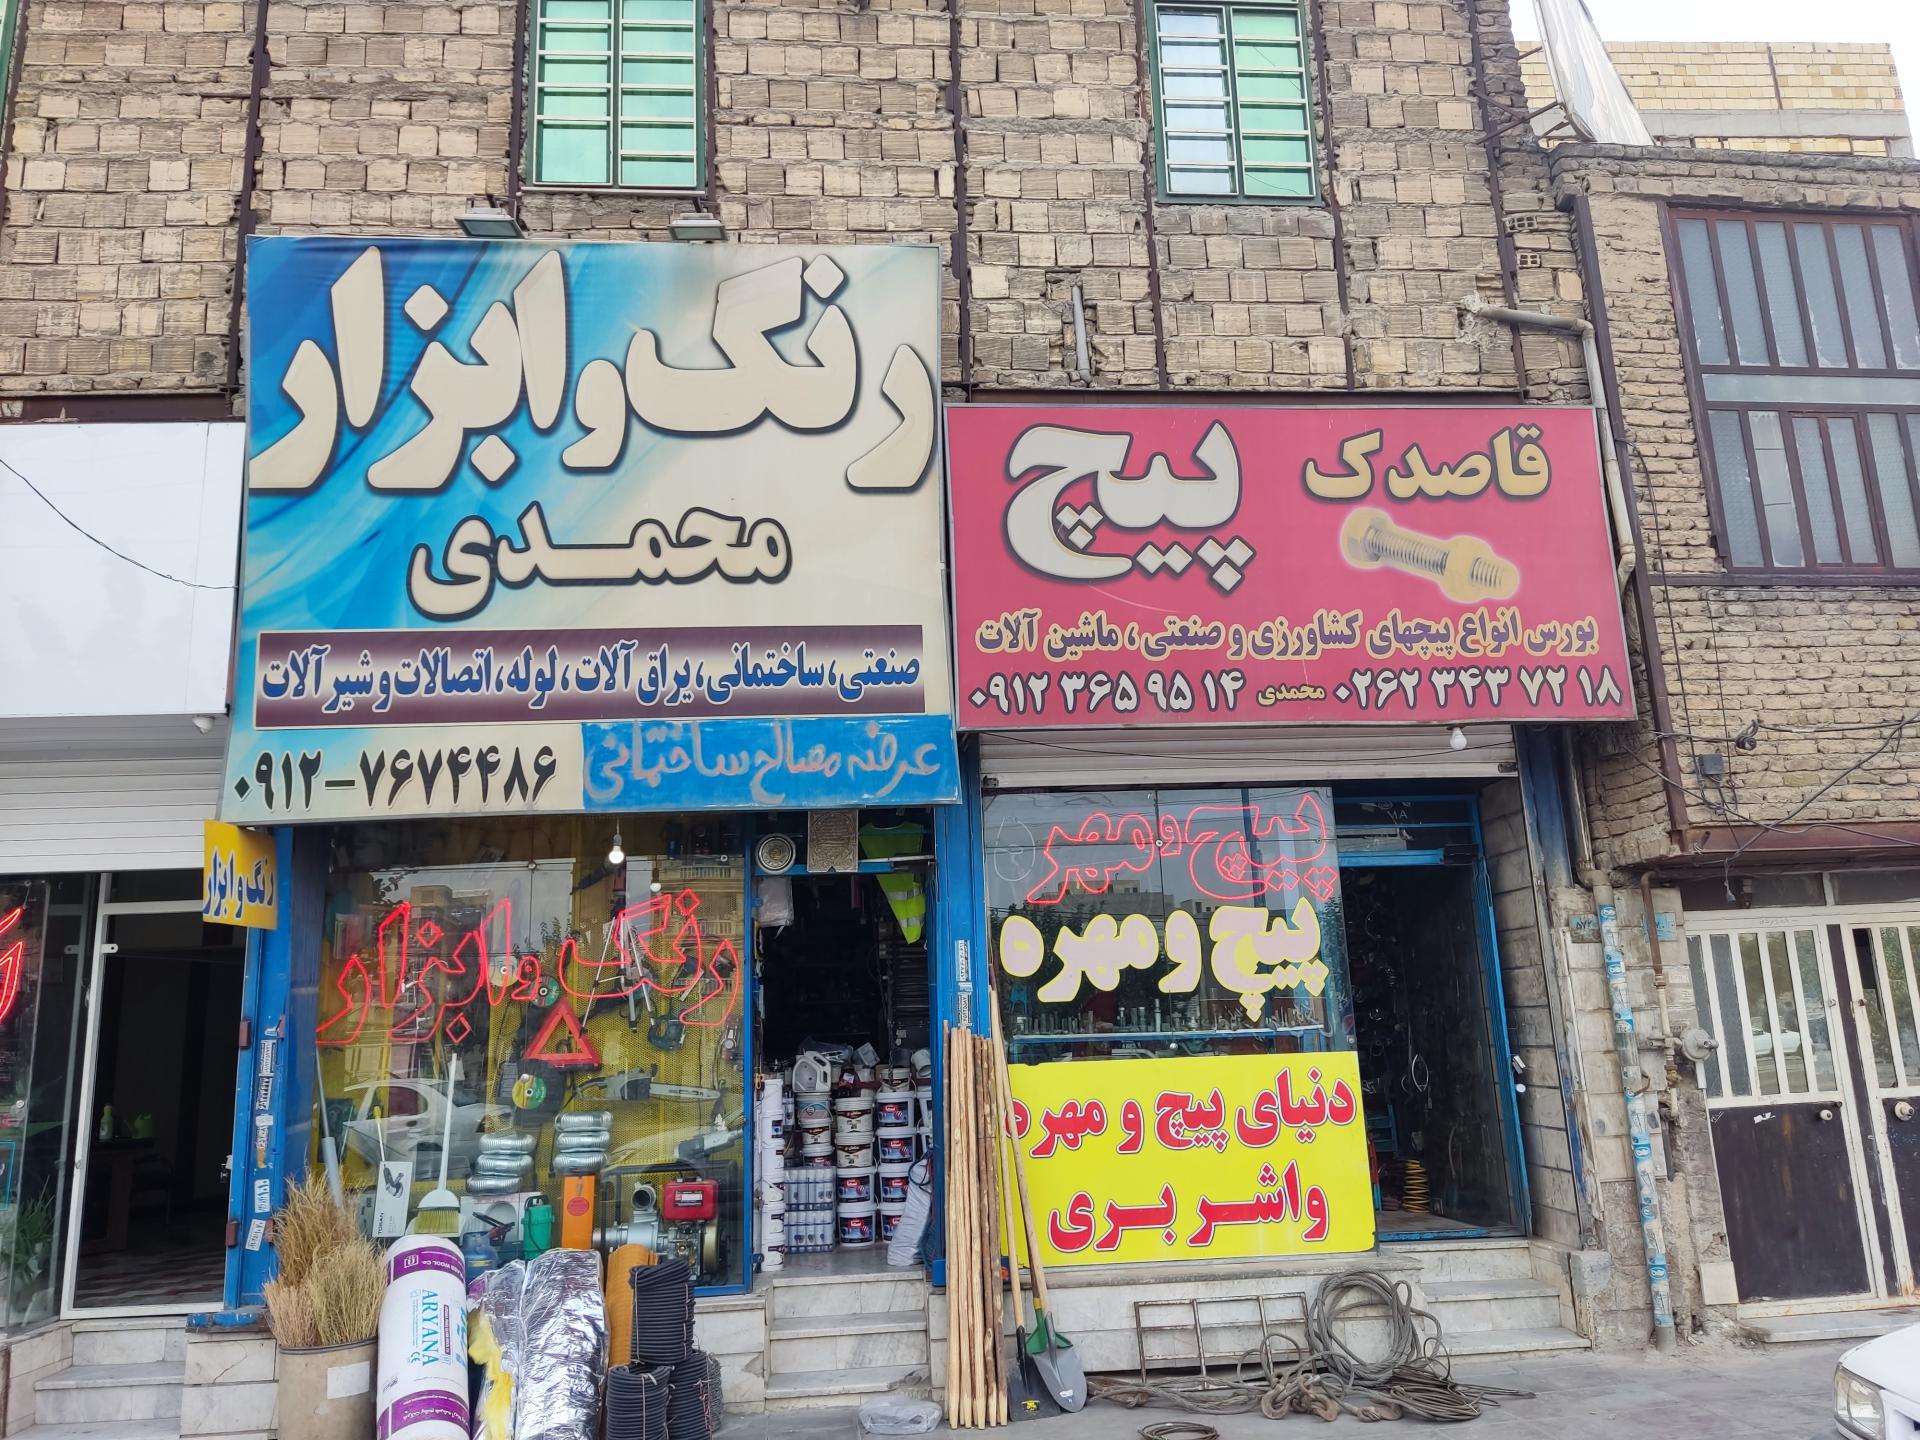 رنگ و ابزار
محمدی
صنعتی، ساختمانی، یراق آلات، لوله، اتصالات و شیر آلات
۰۹۱۲-۷۶۷۴۴۸۶
عرضه مصالح ساختمانی
رنگ و ابزار
رنگ و ابزار
قاصدک
پیچ
بورس انواع پیچهای کشاورزی و صنعتی، ماشین آلات
۰۲۶۲ ۳۴۳ ۷۲ ۱۸ محمدی ۰۹۱۲ ۳۶۵ ۹۵ ۱۴
پیچ و مهر
پیچ و مهره
دنیای پیچ و مهره
واشر بری
ARYANA